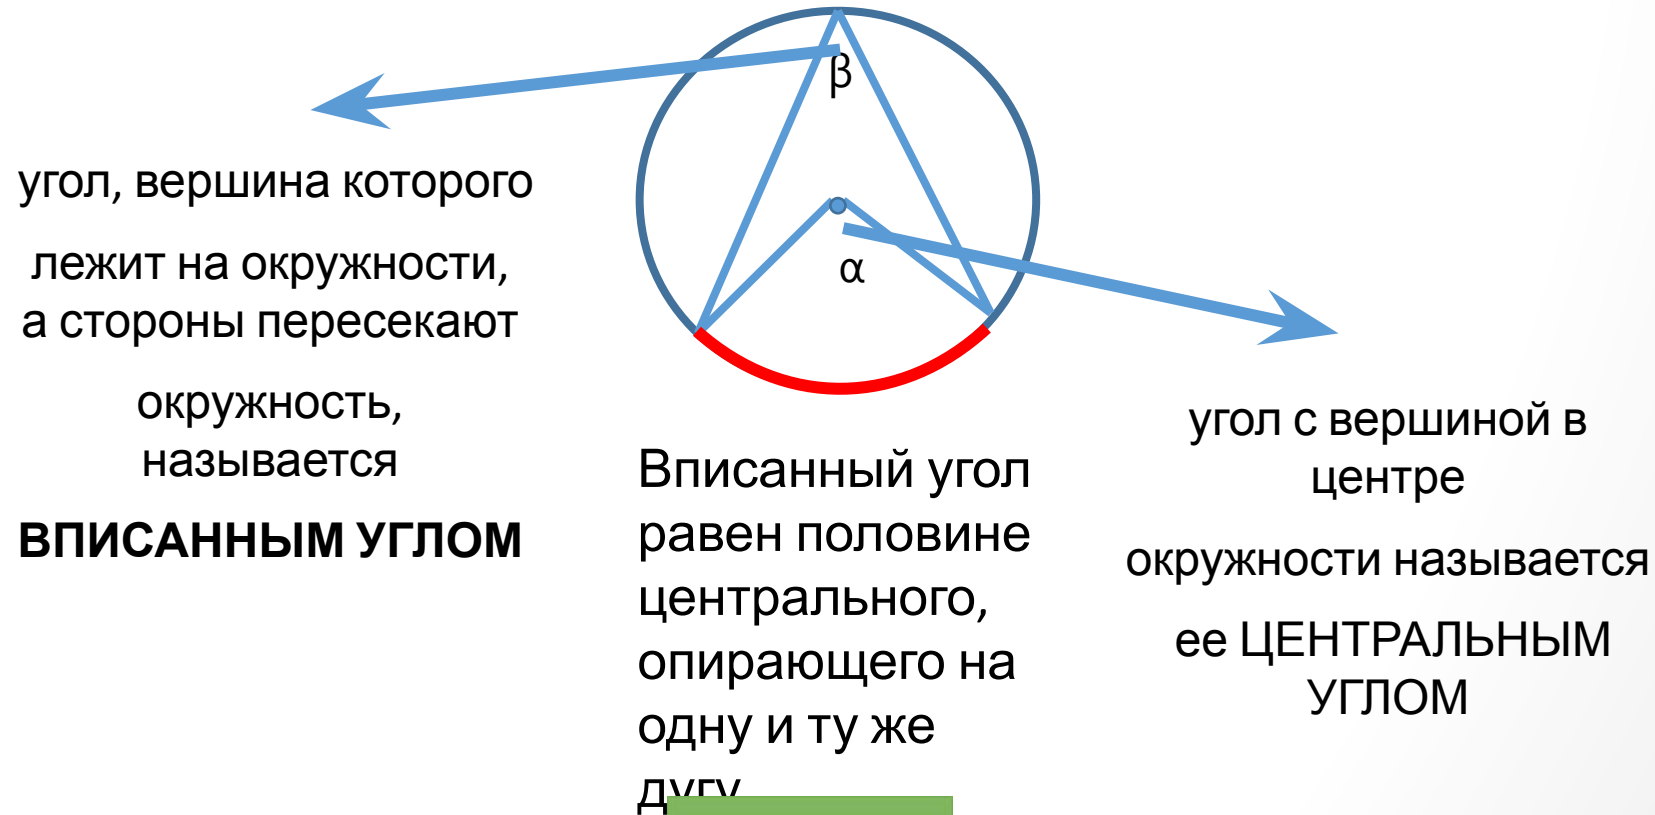 β
α
угол, вершина которого
лежит на окружности,
а стороны пересекают
окружность,
называется
ВПИСАННЫМ УГЛОМ
Вписанный угол
равен половине
центрального,
опирающего на
одну и ту же
дугу
угол с вершиной в
центре
окружности называется
ее ЦЕНТРАЛЬНЫМ
УГЛОМ